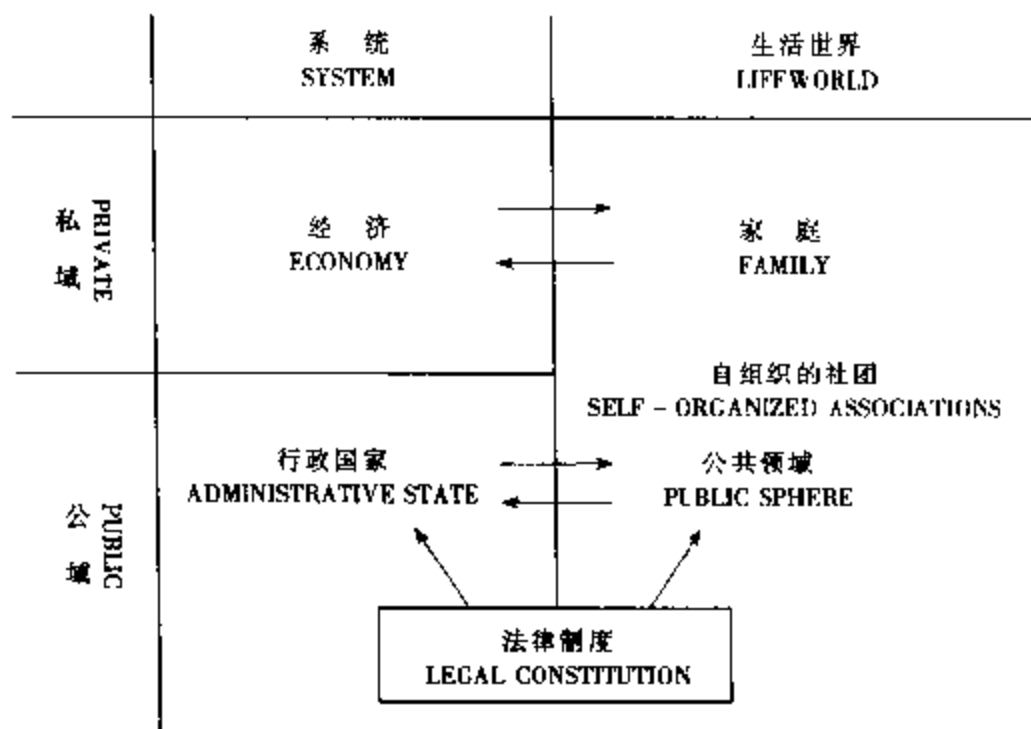 系 统
SYSTEM
生活世界
LIFFWORLD
私域
PRIVATE
经 济
ECONOMY
家 庭
FAMILY
自组织的社团
SELF - ORGANIZED ASSOCIATIONS
公域
PUBLIC
行政国家
ADMINISTRATIVE STATE
公共领域
PUBLIC SPHERE
法律制度
LEGAL CONSTITUTION